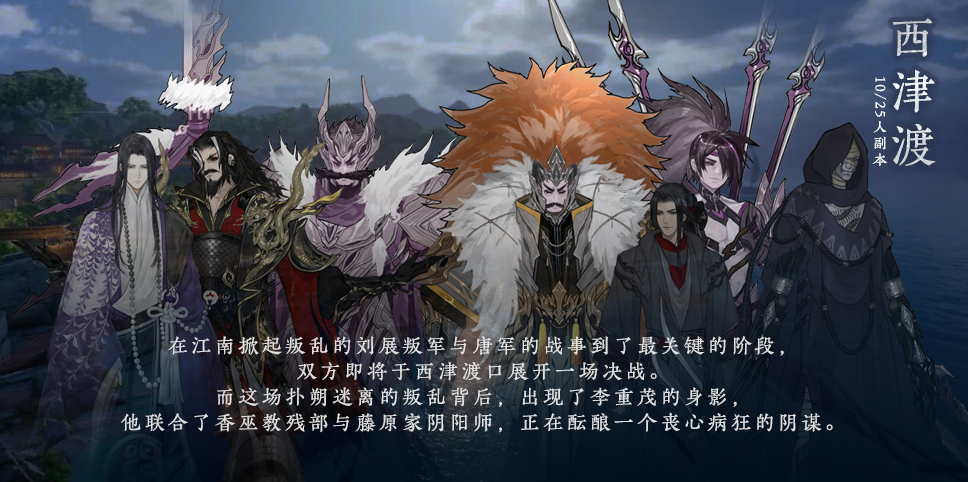 西津渡
10/25人副本
在江南掀起叛乱的刘展叛军与唐军的战事到了最关键的阶段，
双方即将于西津渡口展开一场决战。
而这场扑朔迷离的叛乱背后，出现了李重茂的身影，
他联合了香巫教残部与藤原家阴阳师，正在酝酿一个丧心病狂的阴谋。